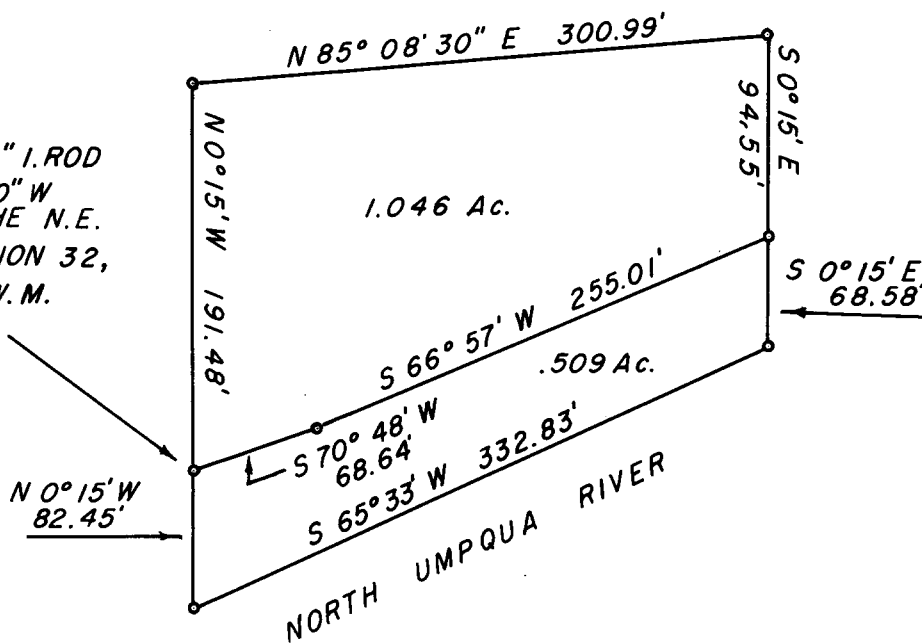 N 85° 08' 30" E 300.99'
S 0° 15' E
94.55'
" I. ROD
0" W
HE N.E.
ION 32,
V.M.
N 0° 15' W 191.48'
1.046 Ac.
S 0° 15' E
68.58'
S 66° 57' W 255.01'
.509 Ac.
S 70° 48' W
68.64'
N 0° 15' W
82.45'
S 65° 33' W 332.83'
NORTH UMPQUA RIVER